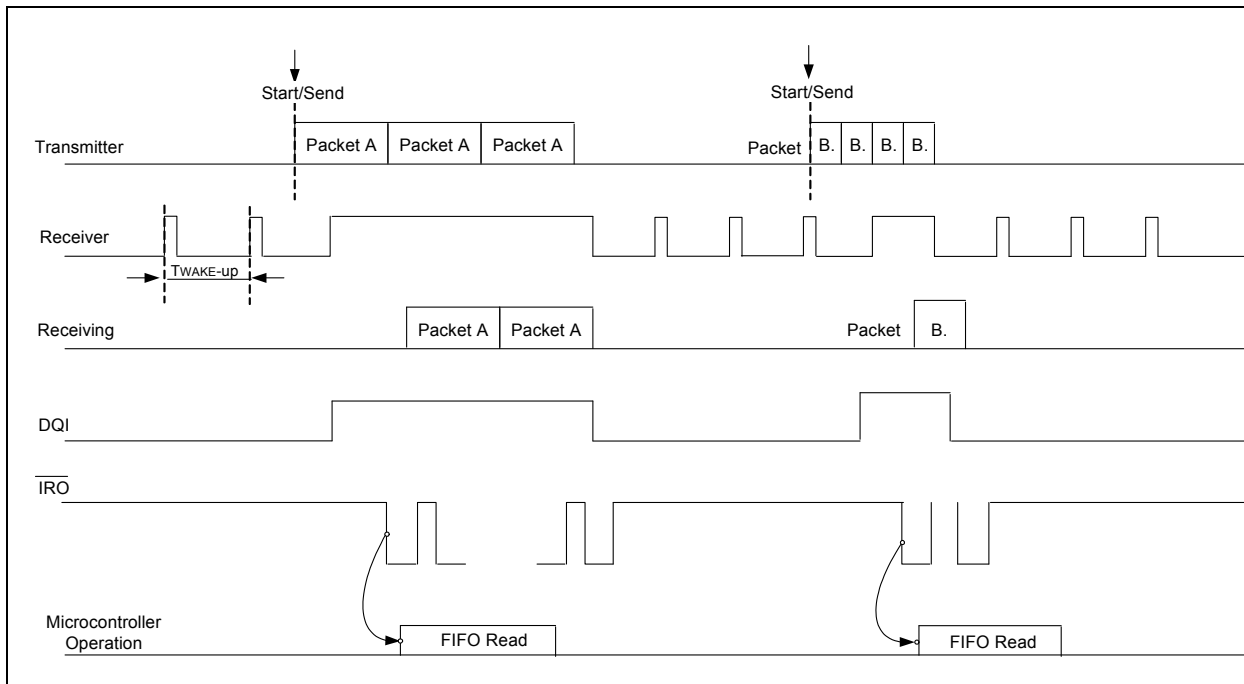 Start/Send Start/Send
Transmitter Packet A Packet A Packet A Packet B. B. B. B.
Receiver
TWAKE-up
Receiving Packet A Packet A Packet B.
DQI
IRO
Microcontroller
Operation FIFO Read FIFO Read